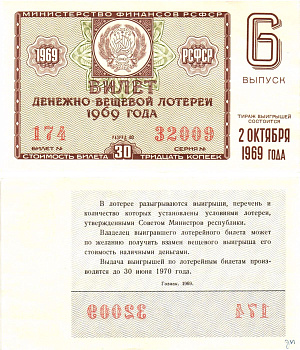 МИНИСТЕРСТВО ФИНАНСОВ РСФСР
1969
РСФСР
БИЛЕТ
ДЕНЕЖНО-ВЕЩЕВОЙ ЛОТЕРЕИ
1969 ГОДА
174
32009
БИЛЕТ №
СЕРИЯ №
СТОИМОСТЬ БИЛЕТА 30 ТРИДЦАТЬ КОПЕЕК
6
ВЫПУСК
ТИРАЖ ВЫИГРЫШЕЙ
СОСТОИТСЯ
2 ОКТЯБРЯ
1969 ГОДА
В лотерее разыгрываются выигрыши, перечень и
количество которых установлены условиями лотереи,
утвержденными Советом Министров республики.
Владелец выигравшего лотерейного билета может
по желанию получить взамен вещевого выигрыша его
стоимость наличными деньгами.
Выдача выигрышей по лотерейным билетам произ-
водится до 30 июня 1970 года.
Гознак. 1969.
32009
174